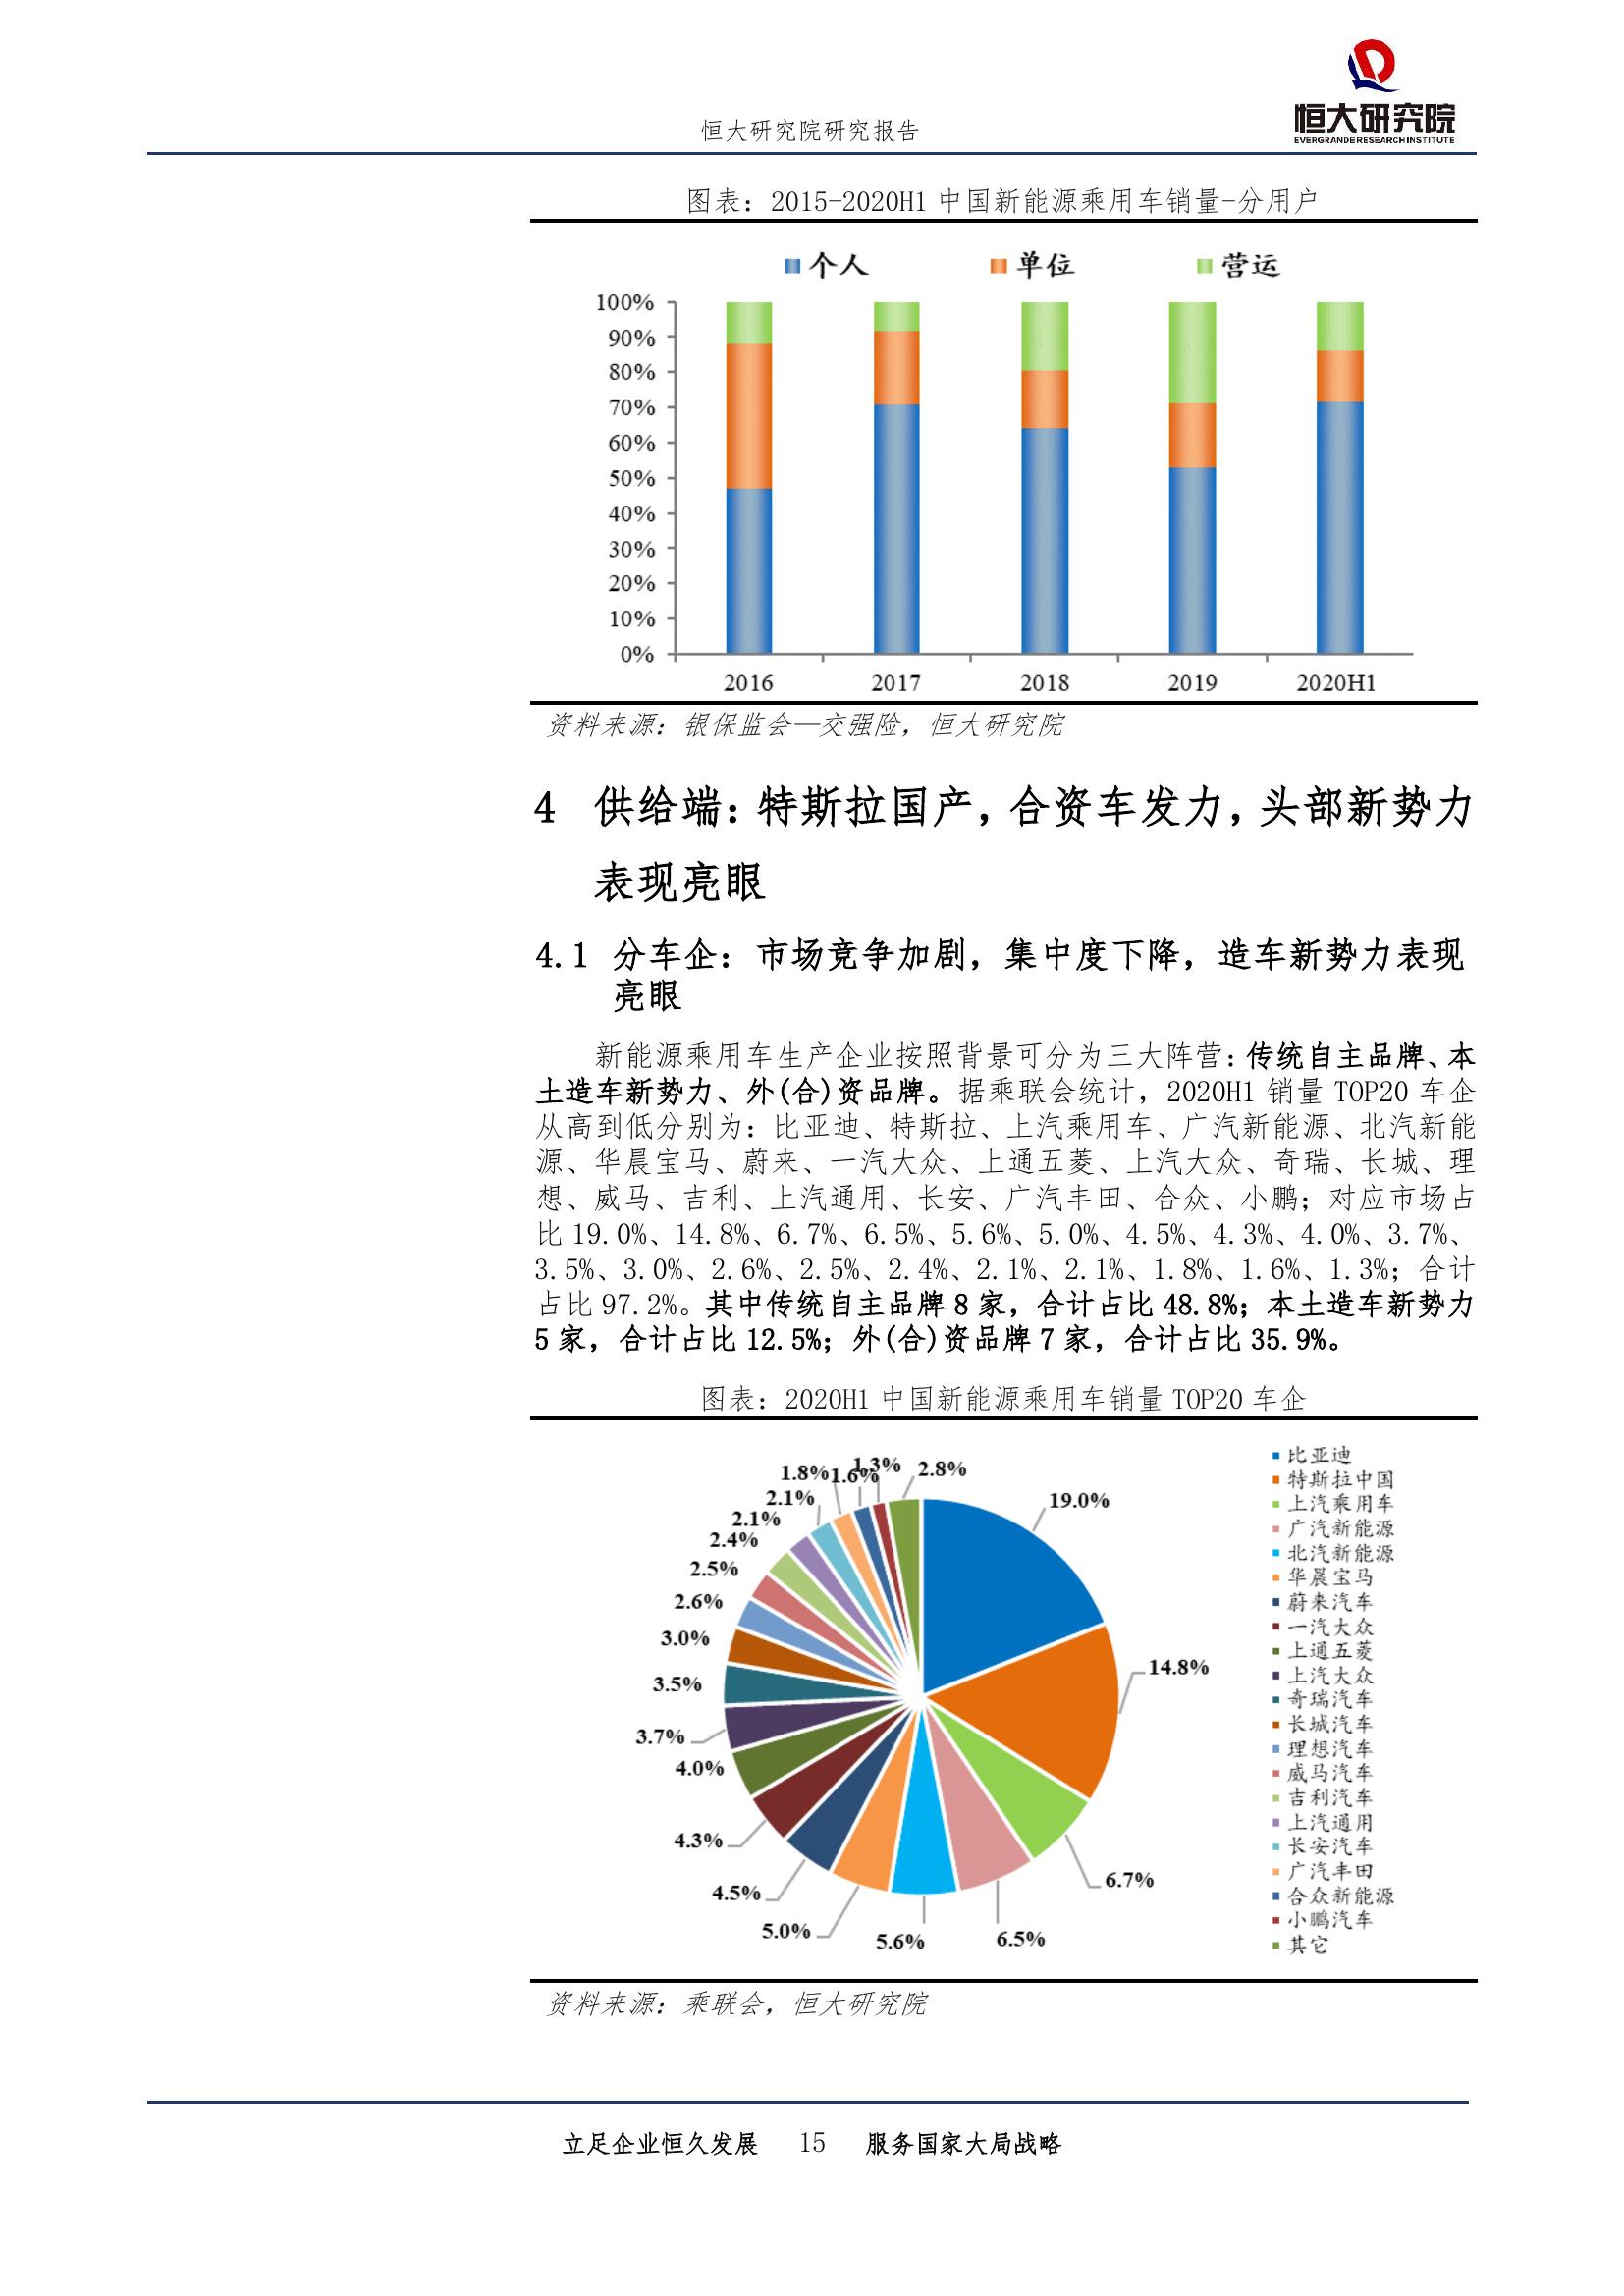 恒大研究院研究报告
恒大研究院
EVERGRANDE RESEARCH INSTITUTE
图表：2015-2020H1 中国新能源乘用车销量-分用户
个人 单位 营运
100%
90%
80%
70%
60%
50%
40%
30%
20%
10%
0%
2016 2017 2018 2019 2020H1
资料来源：银保监会—交强险，恒大研究院
4 供给端：特斯拉国产，合资车发力，头部新势力
表现亮眼
4.1 分车企：市场竞争加剧，集中度下降，造车新势力表现
亮眼
新能源乘用车生产企业按照背景可分为三大阵营：传统自主品牌、本
土造车新势力、外(合)资品牌。据乘联会统计，2020H1 销量 TOP20 车企
从高到低分别为：比亚迪、特斯拉、上汽乘用车、广汽新能源、北汽新能
源、华晨宝马、蔚来、一汽大众、上通五菱、上汽大众、奇瑞、长城、理
想、威马、吉利、上汽通用、长安、广汽丰田、合众、小鹏；对应市场占
比 19.0%、14.8%、6.7%、6.5%、5.6%、5.0%、4.5%、4.3%、4.0%、3.7%、
3.5%、3.0%、2.6%、2.5%、2.4%、2.1%、2.1%、1.8%、1.6%、1.3%；合计
占比 97.2%。其中传统自主品牌 8 家，合计占比 48.8%；本土造车新势力
5 家，合计占比 12.5%；外(合)资品牌 7 家，合计占比 35.9%。
图表：2020H1 中国新能源乘用车销量 TOP20 车企
19.0%
14.8%
6.7%
6.5%
5.6%
5.0%
4.5%
4.3%
4.0%
3.7%
3.5%
3.0%
2.6%
2.5%
2.4%
2.1%
2.1%
1.8%
1.6%
1.3%
2.8%
比亚迪
特斯拉中国
上汽乘用车
广汽新能源
北汽新能源
华晨宝马
蔚来汽车
一汽大众
上通五菱
上汽大众
奇瑞汽车
长城汽车
理想汽车
威马汽车
吉利汽车
上汽通用
长安汽车
广汽丰田
合众新能源
小鹏汽车
其它
资料来源：乘联会，恒大研究院
立足企业恒久发展 15 服务国家大局战略